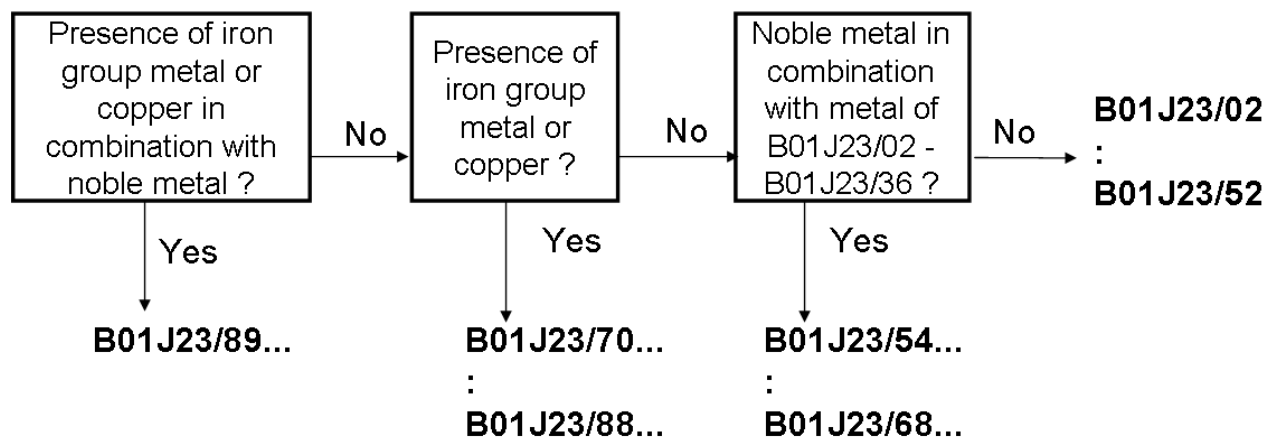 Presence of iron
group metal or
copper in
combination with
noble metal ?
No
Presence of
iron group
metal or
copper ?
No
Noble metal in
combination
with metal of
B01J23/02 -
B01J23/36 ?
No
B01J23/02
:
B01J23/52
Yes
B01J23/89...
Yes
B01J23/70...
:
B01J23/88...
Yes
B01J23/54...
:
B01J23/68...